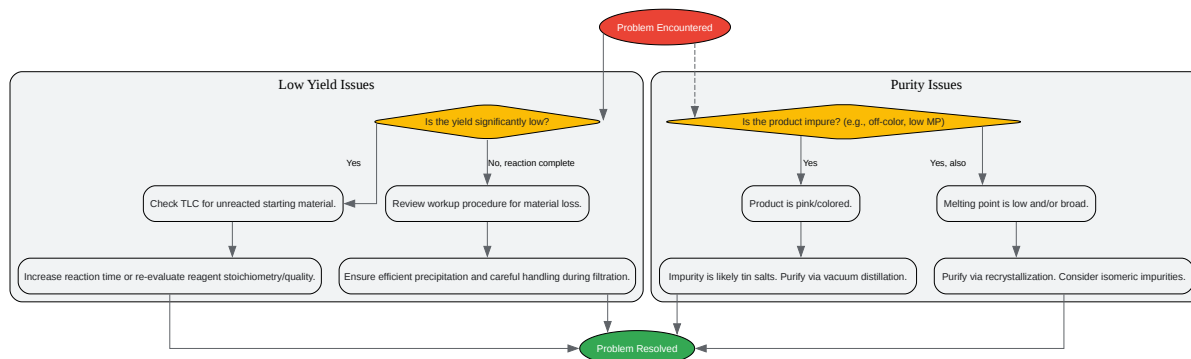 Problem Encountered
Low Yield Issues
Purity Issues
Is the yield significantly low?
Is the product impure? (e.g., off-color, low MP)
Yes
No, reaction complete
Yes
Yes, also
Check TLC for unreacted starting material.
Review workup procedure for material loss.
Product is pink/colored.
Melting point is low and/or broad.
Increase reaction time or re-evaluate reagent stoichiometry/quality.
Ensure efficient precipitation and careful handling during filtration.
Impurity is likely tin salts. Purify via vacuum distillation.
Purify via recrystallization. Consider isomeric impurities.
Problem Resolved